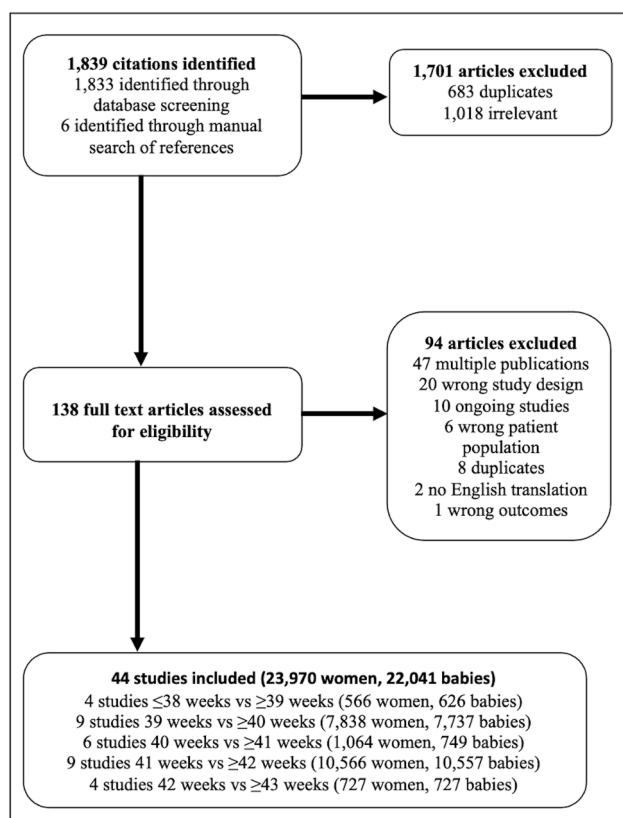 1,839 citations identified
1,833 identified through
database screening
6 identified through manual
search of references
1,701 articles excluded
683 duplicates
1,018 irrelevant
138 full text articles assessed
for eligibility
94 articles excluded
47 multiple publications
20 wrong study design
10 ongoing studies
6 wrong patient
population
8 duplicates
2 no English translation
1 wrong outcomes
44 studies included (23,970 women, 22,041 babies)
4 studies ≤38 weeks vs ≥39 weeks (566 women, 626 babies)
9 studies 39 weeks vs ≥40 weeks (7,838 women, 7,737 babies)
6 studies 40 weeks vs ≥41 weeks (1,064 women, 749 babies)
9 studies 41 weeks vs ≥42 weeks (10,566 women, 10,557 babies)
4 studies 42 weeks vs ≥43 weeks (727 women, 727 babies)